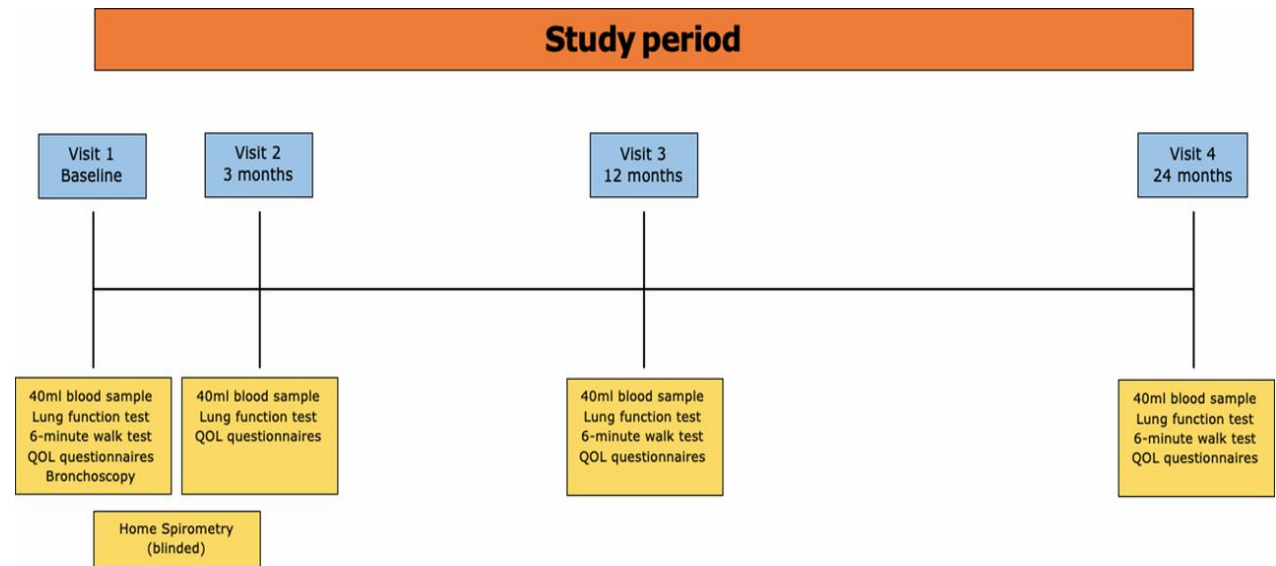 Study period
Visit 1
Baseline
Visit 2
3 months
Visit 3
12 months
Visit 4
24 months
40ml blood sample
Lung function test
6-minute walk test
QOL questionnaires
Bronchoscopy
40ml blood sample
Lung function test
QOL questionnaires
40ml blood sample
Lung function test
6-minute walk test
QOL questionnaires
40ml blood sample
Lung function test
6-minute walk test
QOL questionnaires
Home Spirometry
(blinded)